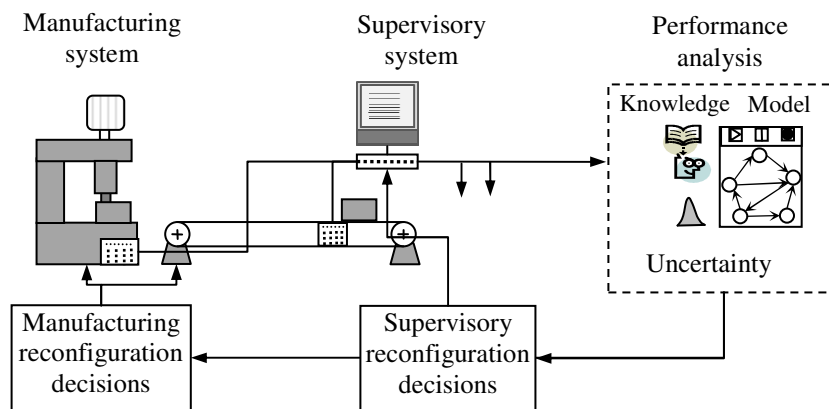 Manufacturing
system
Supervisory
system
Performance
analysis
Knowledge
Model
Uncertainty
Manufacturing
reconfiguration
decisions
Supervisory
reconfiguration
decisions